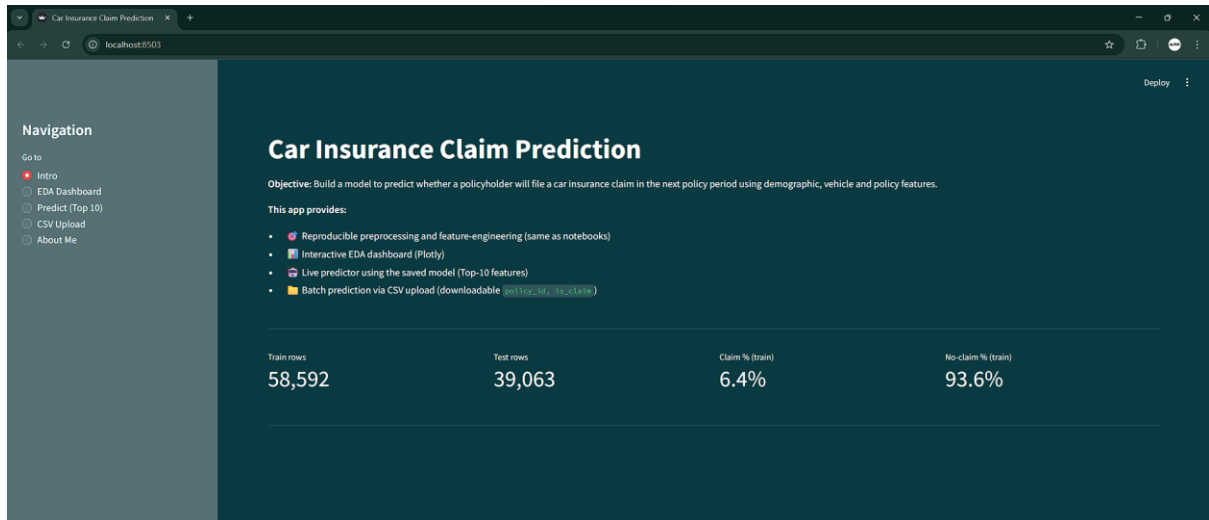 Car Insurance Claim Prediction
localhost:8503
Deploy
Navigation
Go to
Intro
EDA Dashboard
Predict (Top 10)
CSV Upload
About Me
Car Insurance Claim Prediction
Objective: Build a model to predict whether a policyholder will file a car insurance claim in the next policy period using demographic, vehicle and policy features.
This app provides:
Reproducible preprocessing and feature-engineering (same as notebooks)
Interactive EDA dashboard (Plotly)
Live predictor using the saved model (Top-10 features)
Batch prediction via CSV upload (downloadable policy_id, is_claim)
Train rows
58,592
Test rows
39,063
Claim % (train)
6.4%
No-claim % (train)
93.6%